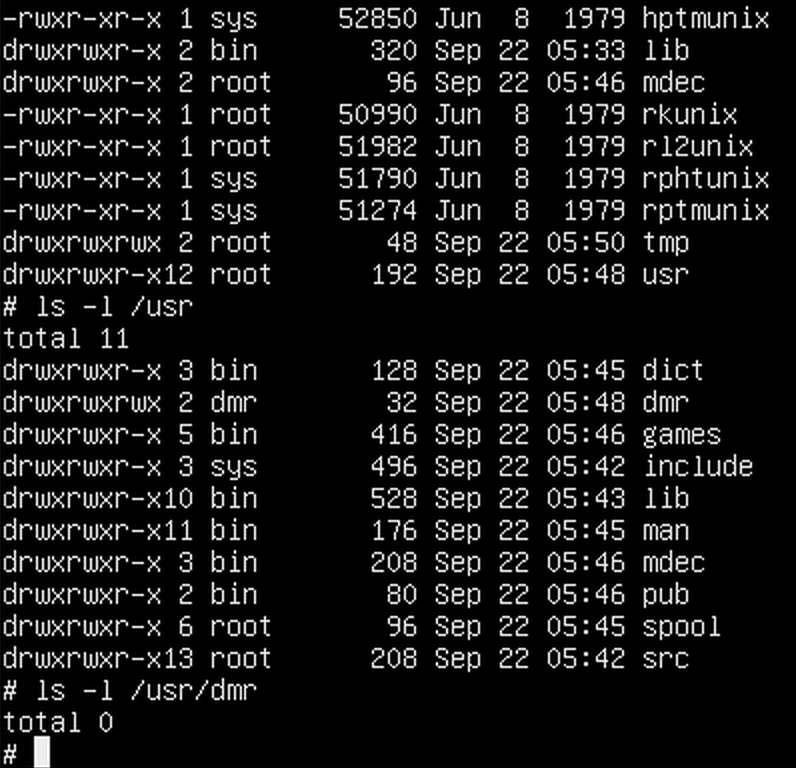 -rwxr-xr-x 1 sys     52850 Jun  8  1979 hptmunix
drwxrwxr-x 2 bin       320 Sep 22 05:33 lib
drwxrwxr-x 2 root       96 Sep 22 05:46 mdec
-rwxr-xr-x 1 root    50990 Jun  8  1979 rkunix
-rwxr-xr-x 1 root    51982 Jun  8  1979 rl2unix
-rwxr-xr-x 1 sys     51790 Jun  8  1979 rphtunix
-rwxr-xr-x 1 sys     51274 Jun  8  1979 rptmunix
drwxrwxrwx 2 root       48 Sep 22 05:50 tmp
drwxrwxr-x12 root      192 Sep 22 05:48 usr
# ls -l /usr
total 11
drwxrwxr-x 3 bin       128 Sep 22 05:45 dict
drwxrwxrwx 2 dmr        32 Sep 22 05:48 dmr
drwxrwxr-x 5 bin       416 Sep 22 05:46 games
drwxrwxr-x 3 sys       496 Sep 22 05:42 include
drwxrwxr-x10 bin       528 Sep 22 05:43 lib
drwxrwxr-x11 bin       176 Sep 22 05:45 man
drwxrwxr-x 3 bin       208 Sep 22 05:46 mdec
drwxrwxr-x 2 bin        80 Sep 22 05:46 pub
drwxrwxr-x 6 root       96 Sep 22 05:45 spool
drwxrwxr-x13 root      208 Sep 22 05:42 src
# ls -l /usr/dmr
total 0
#